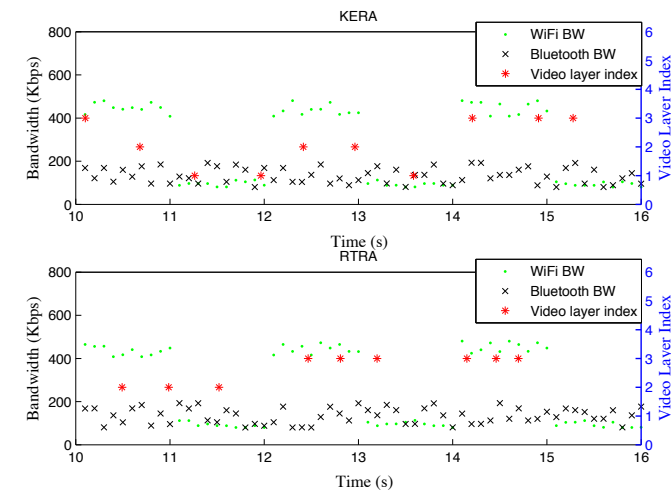 KERA
WiFi BW
Bluetooth BW
Video layer index
Bandwidth (Kbps)
800
600
400
200
0
6
5
4
3
2
1
0
Video Layer Index
10 11 12 13 14 15 16
Time (s)
RTRA
WiFi BW
Bluetooth BW
Video layer index
Bandwidth (Kbps)
800
600
400
200
0
6
5
4
3
2
1
0
Video Layer Index
10 11 12 13 14 15 16
Time (s)